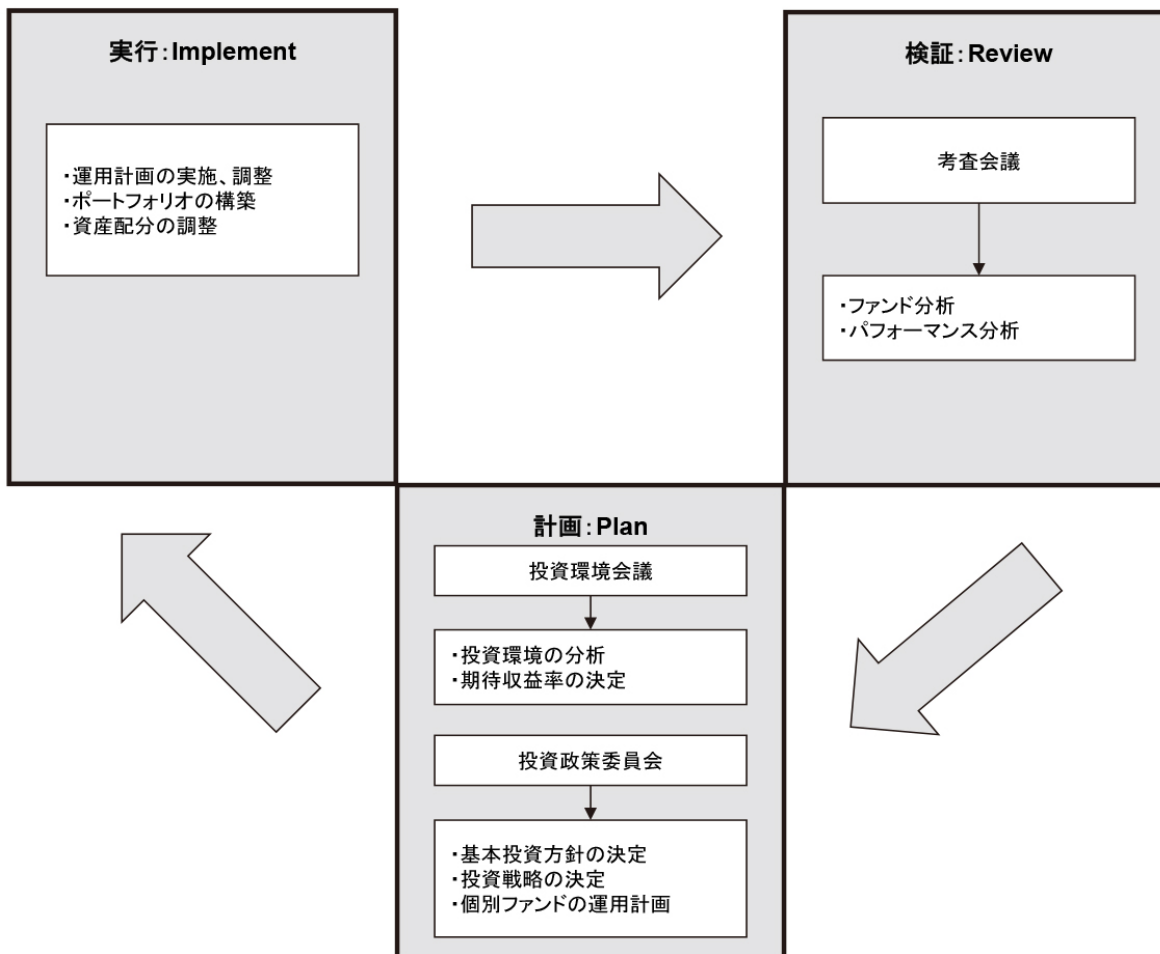 実行:Implement
・運用計画の実施、調整
・ポートフォリオの構築
・資産配分の調整
検証:Review
考査会議
・ファンド分析
・パフォーマンス分析
計画:Plan
投資環境会議
・投資環境の分析
・期待収益率の決定
投資政策委員会
・基本投資方針の決定
・投資戦略の決定
・個別ファンドの運用計画